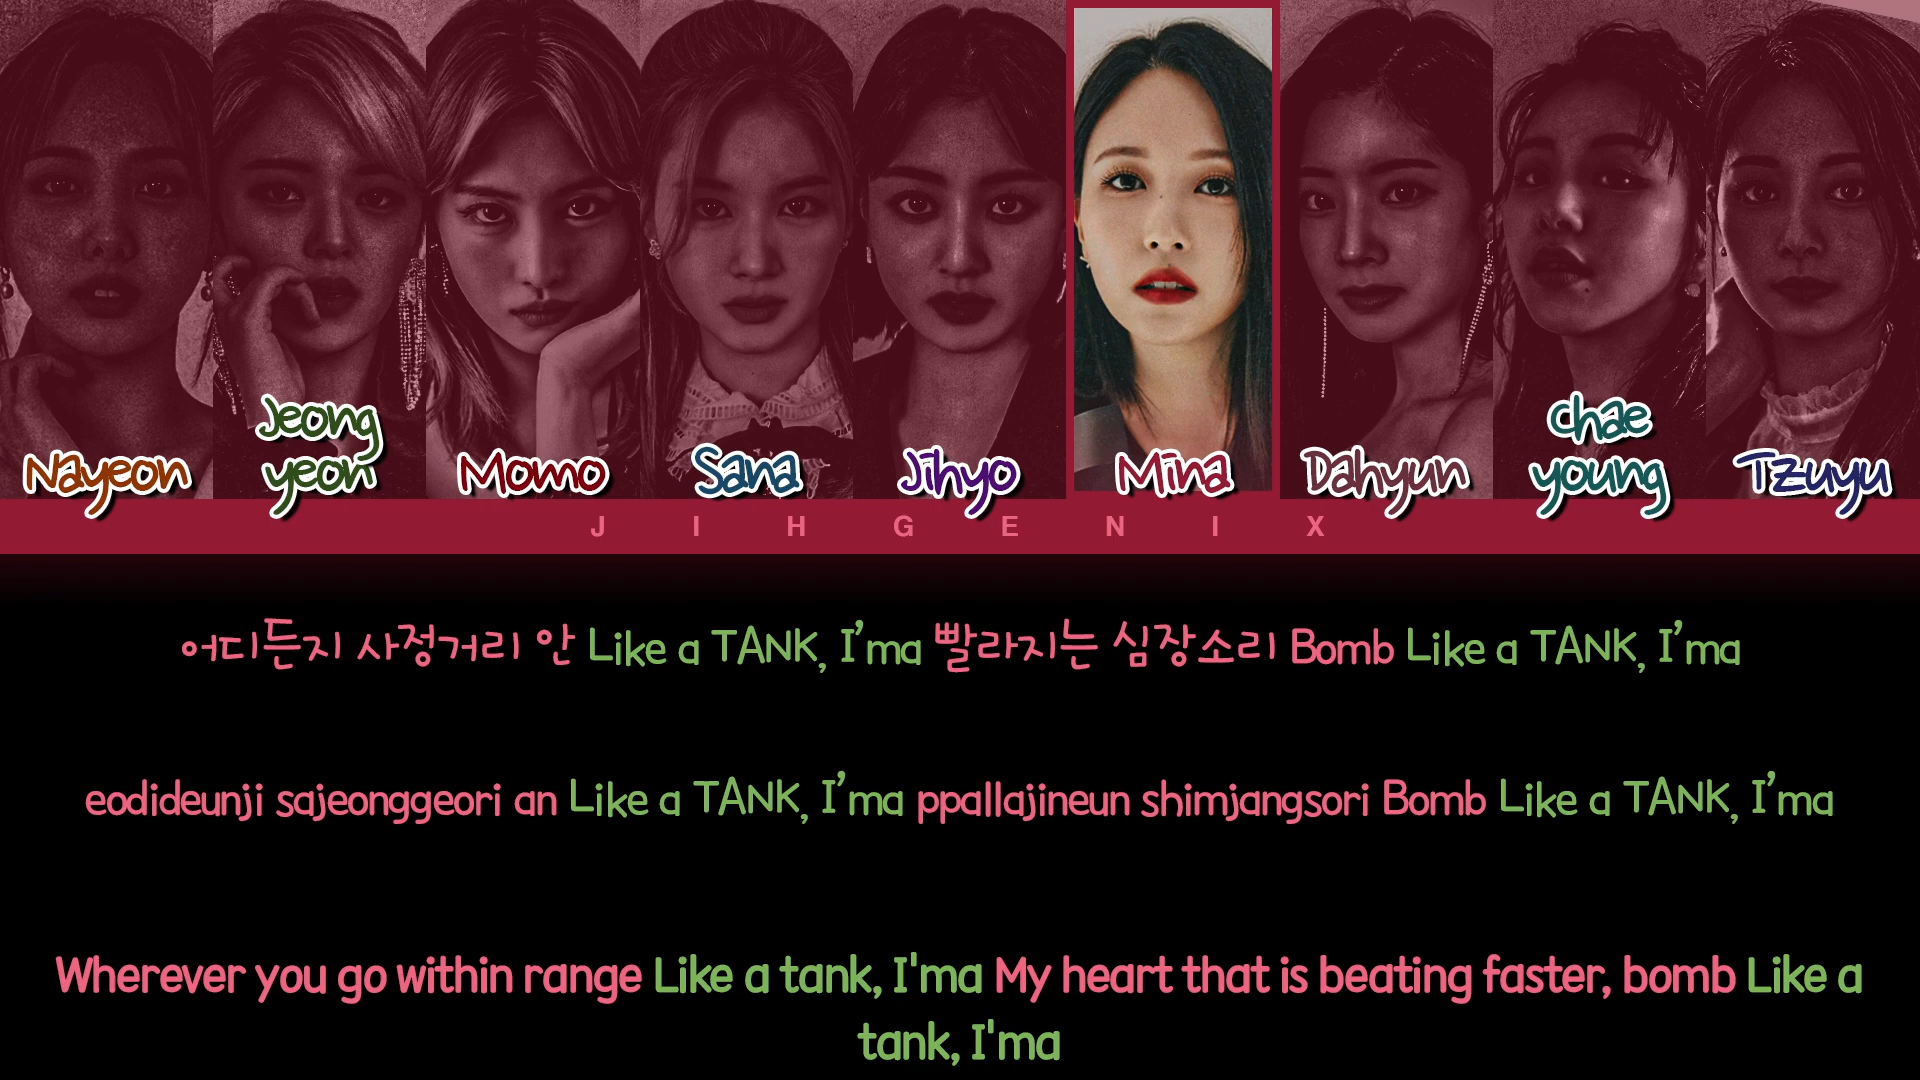 Nayeon
Jeong
yeon
Momo
Sana
Jihyo
Mina
Dahyun
chae
young
Tzuyu
J I H G E N I X
어디든지 사정거리 안 Like a TANK, I’ma 빨라지는 심장소리 Bomb Like a TANK, I’ma
eodideunji sajeonggeori an Like a TANK, I’ma ppallajineun shimjangsori Bomb Like a TANK, I’ma
Wherever you go within range Like a tank, I'ma My heart that is beating faster, bomb Like a
tank, I'ma